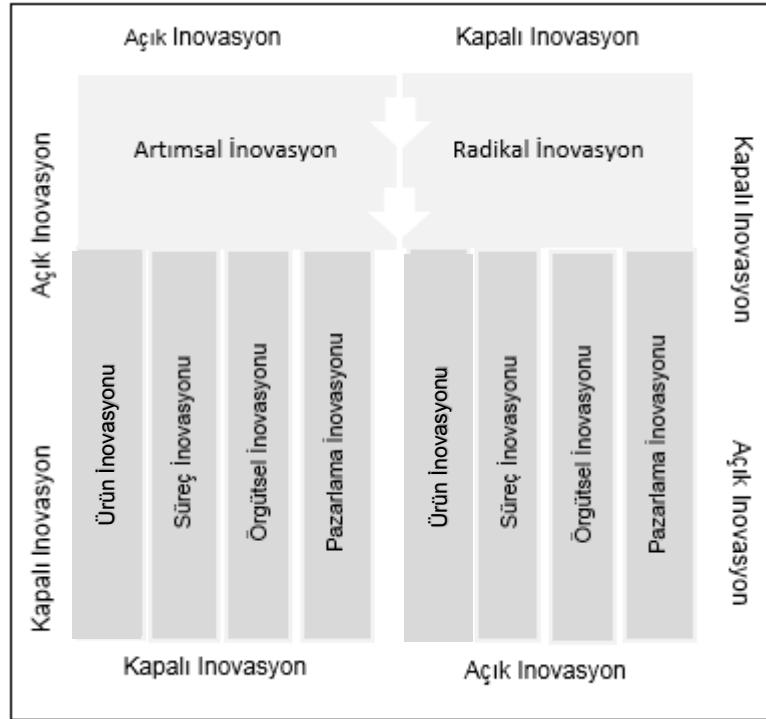 Açık Inovasyon
Kapalı Inovasyon
Açık Inovasyon
Artımsal İnovasyon
Radikal İnovasyon
Kapalı Inovasyon
Kapalı Inovasyon
Ürün İnovasyonu
Süreç İnovasyonu
Örgütsel İnovasyonu
Pazarlama İnovasyonu
Ürün İnovasyonu
Süreç İnovasyonu
Örgütsel İnovasyonu
Pazarlama İnovasyonu
Açık Inovasyon
Kapalı Inovasyon
Açık Inovasyon